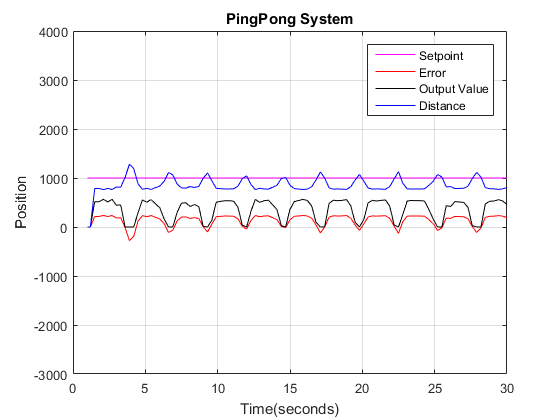 PingPong System
4000
3000
2000
1000
0
-1000
-2000
-3000
Position
Setpoint
Error
Output Value
Distance
0
5
10
15
20
25
30
Time(seconds)